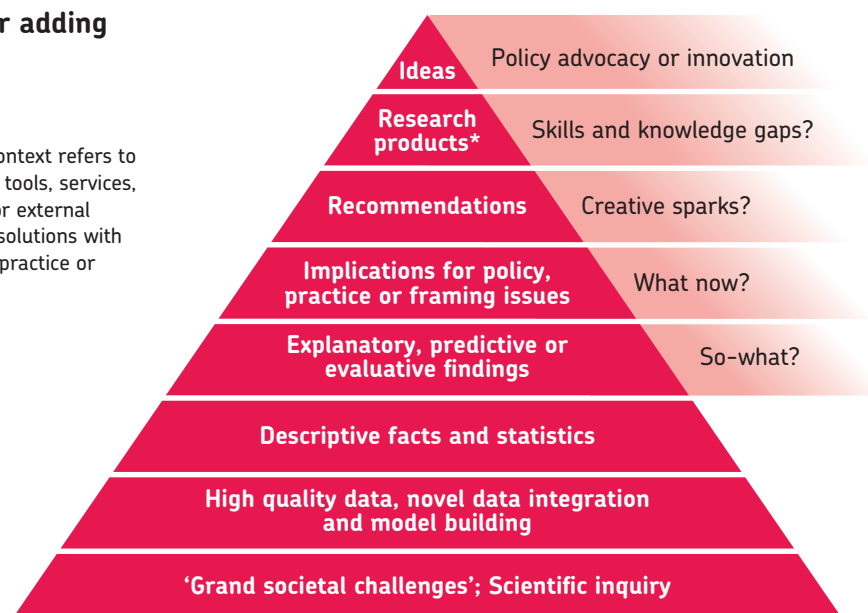 r adding
ontext refers to
tools, services,
or external
solutions with
practice or
Ideas
Policy advocacy or innovation
Research
products*
Skills and knowledge gaps?
Recommendations
Creative sparks?
Implications for policy,
practice or framing issues
What now?
Explanatory, predictive or
evaluative findings
So-what?
Descriptive facts and statistics
High quality data, novel data integration
and model building
‘Grand societal challenges’; Scientific inquiry